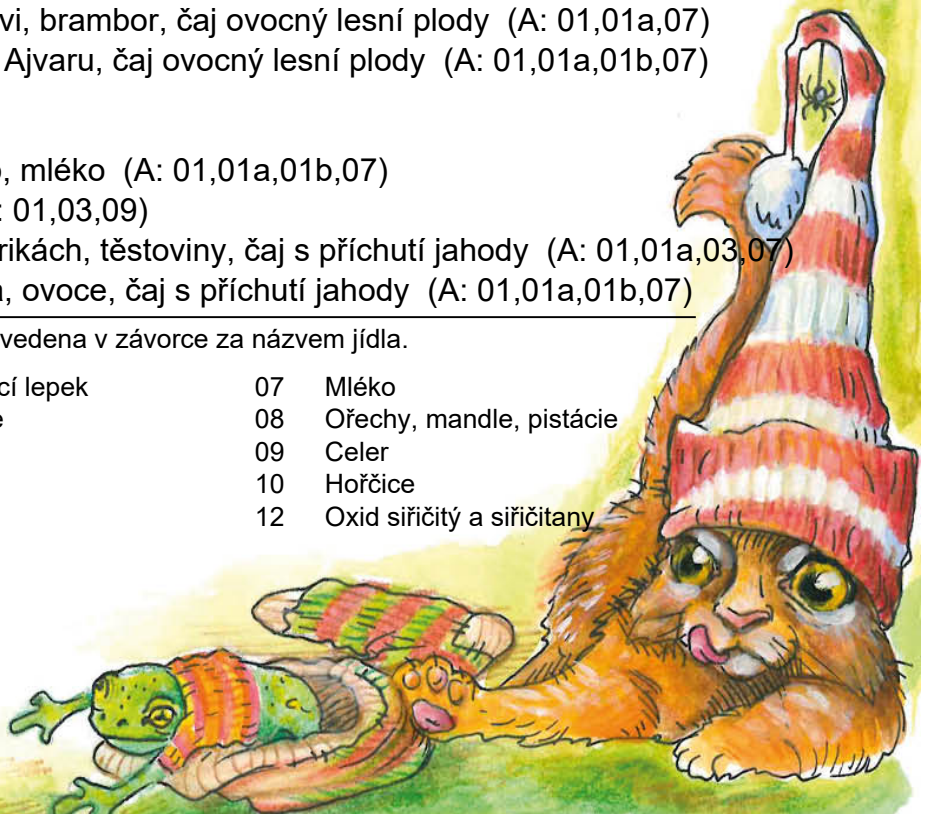 vi, brambor, čaj ovocný lesní plody (A: 01,01a,07)
Ajvaru, čaj ovocný lesní plody (A: 01,01a,01b,07)
, mléko (A: 01,01a,01b,07)
: 01,03,09)
rikách, těstoviny, čaj s příchutí jahody (A: 01,01a,03,07)
, ovoce, čaj s příchutí jahody (A: 01,01a,01b,07)
vedena v závorce za názvem jídla.
cí lepek 07 Mléko
e 08 Ořechy, mandle, pistácie
09 Celer
10 Hořčice
12 Oxid siřičitý a siřičitany